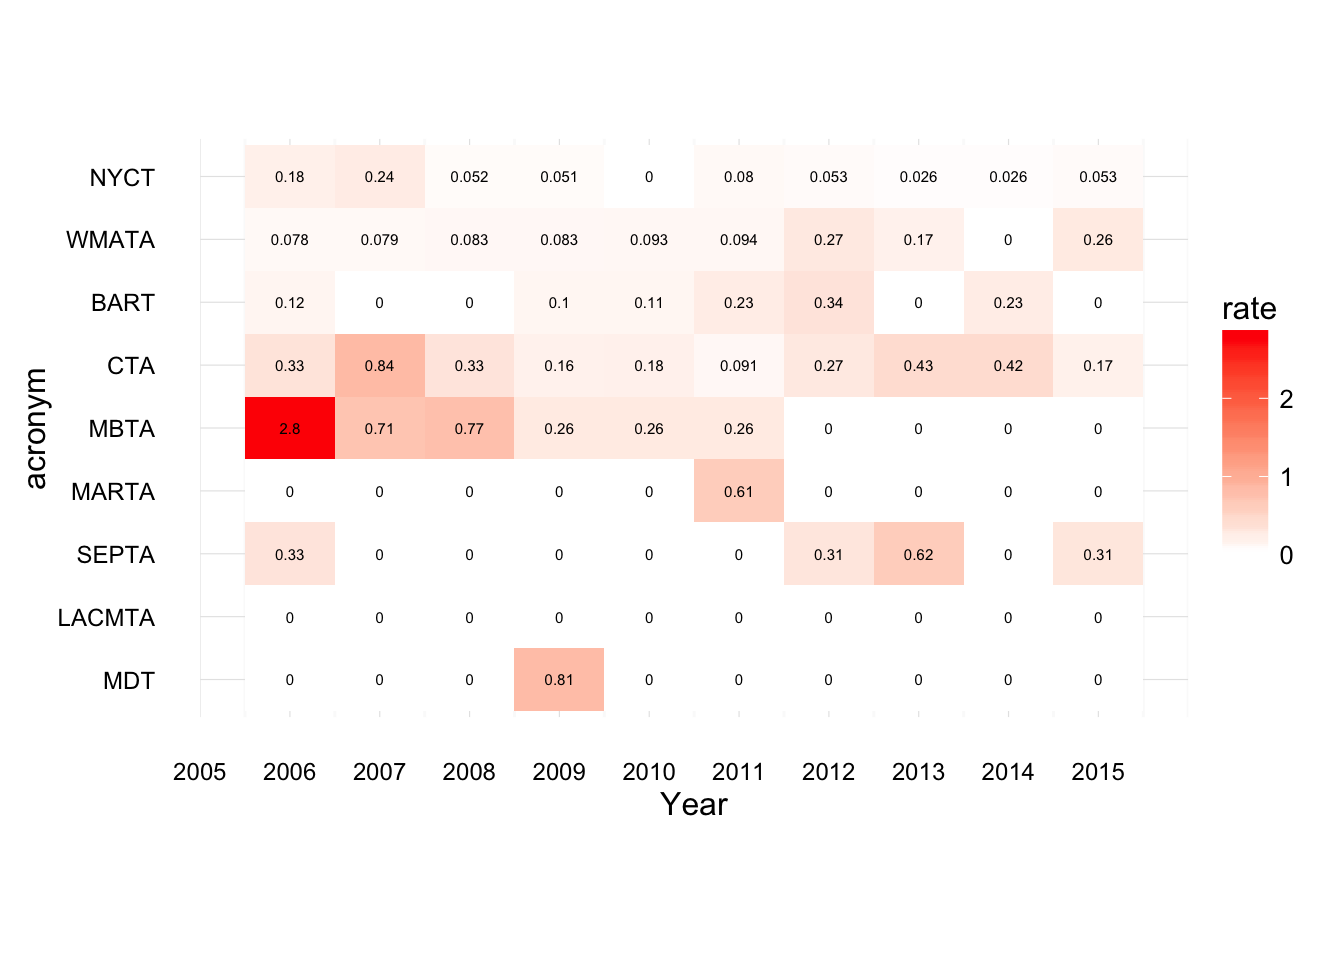 NYCT 0.18 0.24 0.052 0.051 0 0.08 0.053 0.026 0.026 0.053
WMATA 0.078 0.079 0.083 0.083 0.093 0.094 0.27 0.17 0 0.26
BART 0.12 0 0 0.1 0.11 0.23 0.34 0 0.23 0
CTA 0.33 0.84 0.33 0.16 0.18 0.091 0.27 0.43 0.42 0.17
MBTA 2.8 0.71 0.77 0.26 0.26 0.26 0 0 0 0
MARTA 0 0 0 0 0 0.61 0 0 0 0
SEPTA 0.33 0 0 0 0 0 0.31 0.62 0 0.31
LACMTA 0 0 0 0 0 0 0 0 0 0
MDT 0 0 0 0.81 0 0 0 0 0 0
2005 2006 2007 2008 2009 2010 2011 2012 2013 2014 2015
Year
acronym
rate
2
1
0